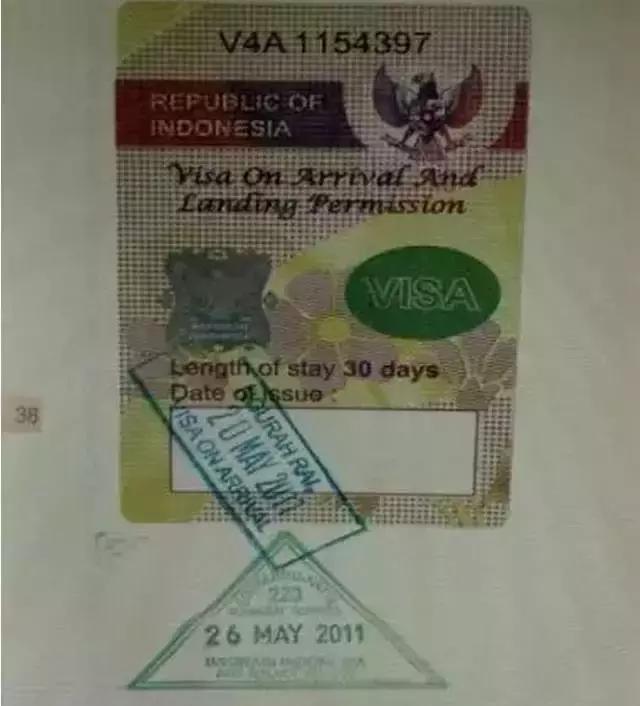 V4A 1154397
REPUBLIC OF
INDONESIA
Visa On Arrival And
Landing Permission
VISA
Length of stay 30 days
Date of issue :
38
NGURAH RAI
20 MAY 2011
VISA ON ARRIVAL
223
26 MAY 2011